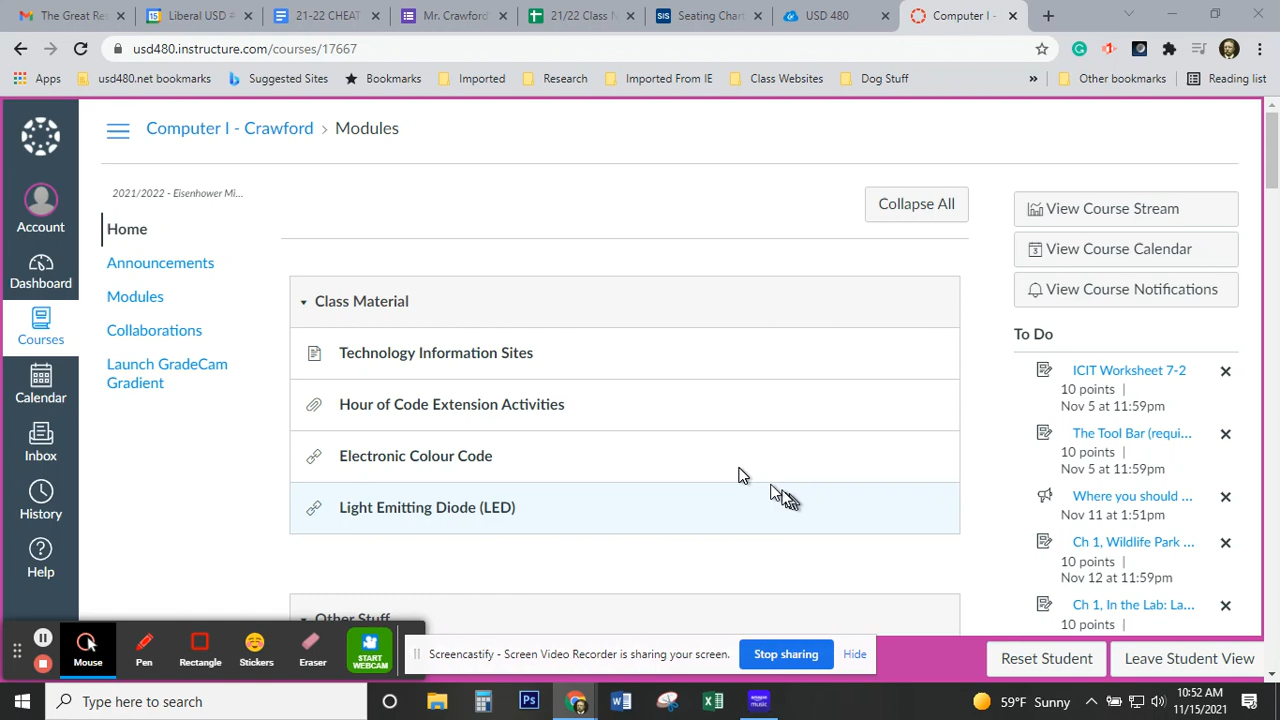 The Great Res
Liberal USD #
21-22 CHEAT
Mr. Crawford'
21/22 Class N
SIS
Seating Chart
USD 480
Computer I -
usd480.instructure.com/courses/17667
Apps
usd480.net bookmarks
Suggested Sites
Bookmarks
Imported
Research
Imported From IE
Class Websites
Dog Stuff
»
Other bookmarks
Reading list
Computer I - Crawford › Modules
Account
Dashboard
Courses
Calendar
Inbox
History
Help
2021/2022 - Eisenhower Mi...
Home
Announcements
Modules
Collaborations
Launch GradeCam
Gradient
Collapse All
Class Material
Technology Information Sites
Hour of Code Extension Activities
Electronic Colour Code
Light Emitting Diode (LED)
Other Stuff
View Course Stream
View Course Calendar
View Course Notifications
To Do
ICIT Worksheet 7-2
10 points |
Nov 5 at 11:59pm
The Tool Bar (requi...
10 points |
Nov 5 at 11:59pm
Where you should ...
Nov 11 at 1:51pm
Ch 1, Wildlife Park ...
10 points |
Nov 12 at 11:59pm
Ch 1, In the Lab: La...
10 points |
Mouse
Pen
Rectangle
Stickers
Eraser
START
WEBCAM
Screencastify - Screen Video Recorder is sharing your screen.
Stop sharing
Hide
Reset Student
Leave Student View
Type here to search
Ps
amazon
music
59°F Sunny
10:52 AM
11/15/2021